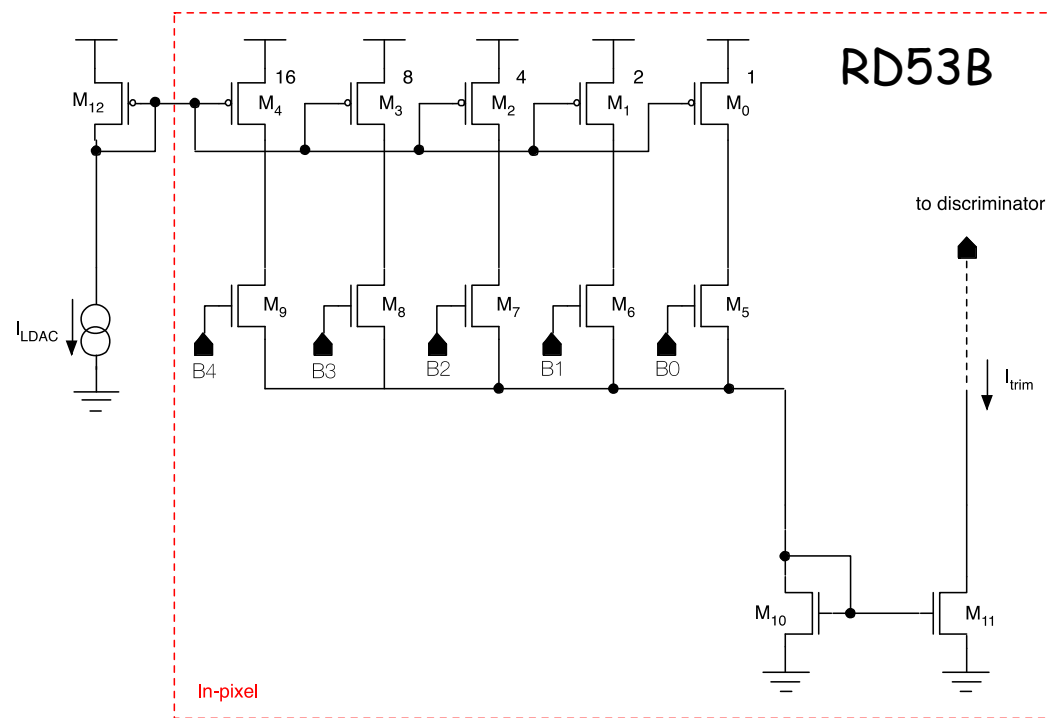 RD53B
16
8
4
2
1
M12
M4
M3
M2
M1
M0
to discriminator
M9
M8
M7
M6
M5
ILDAC
B4
B3
B2
B1
B0
Itrim
M10
M11
In-pixel